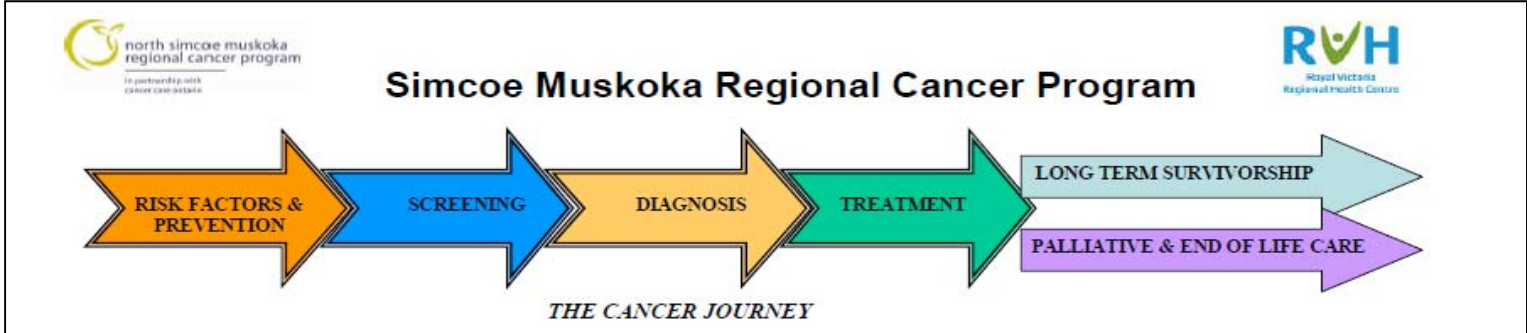 north simcoe muskoka
regional cancer program
in partnership with
cancer care ontario
Simcoe Muskoka Regional Cancer Program
RVH
Royal Victoria
Regional Health Centre
RISK FACTORS &
PREVENTION
SCREENING
DIAGNOSIS
TREATMENT
LONG TERM SURVIVORSHIP
PALLIATIVE & END OF LIFE CARE
THE CANCER JOURNEY